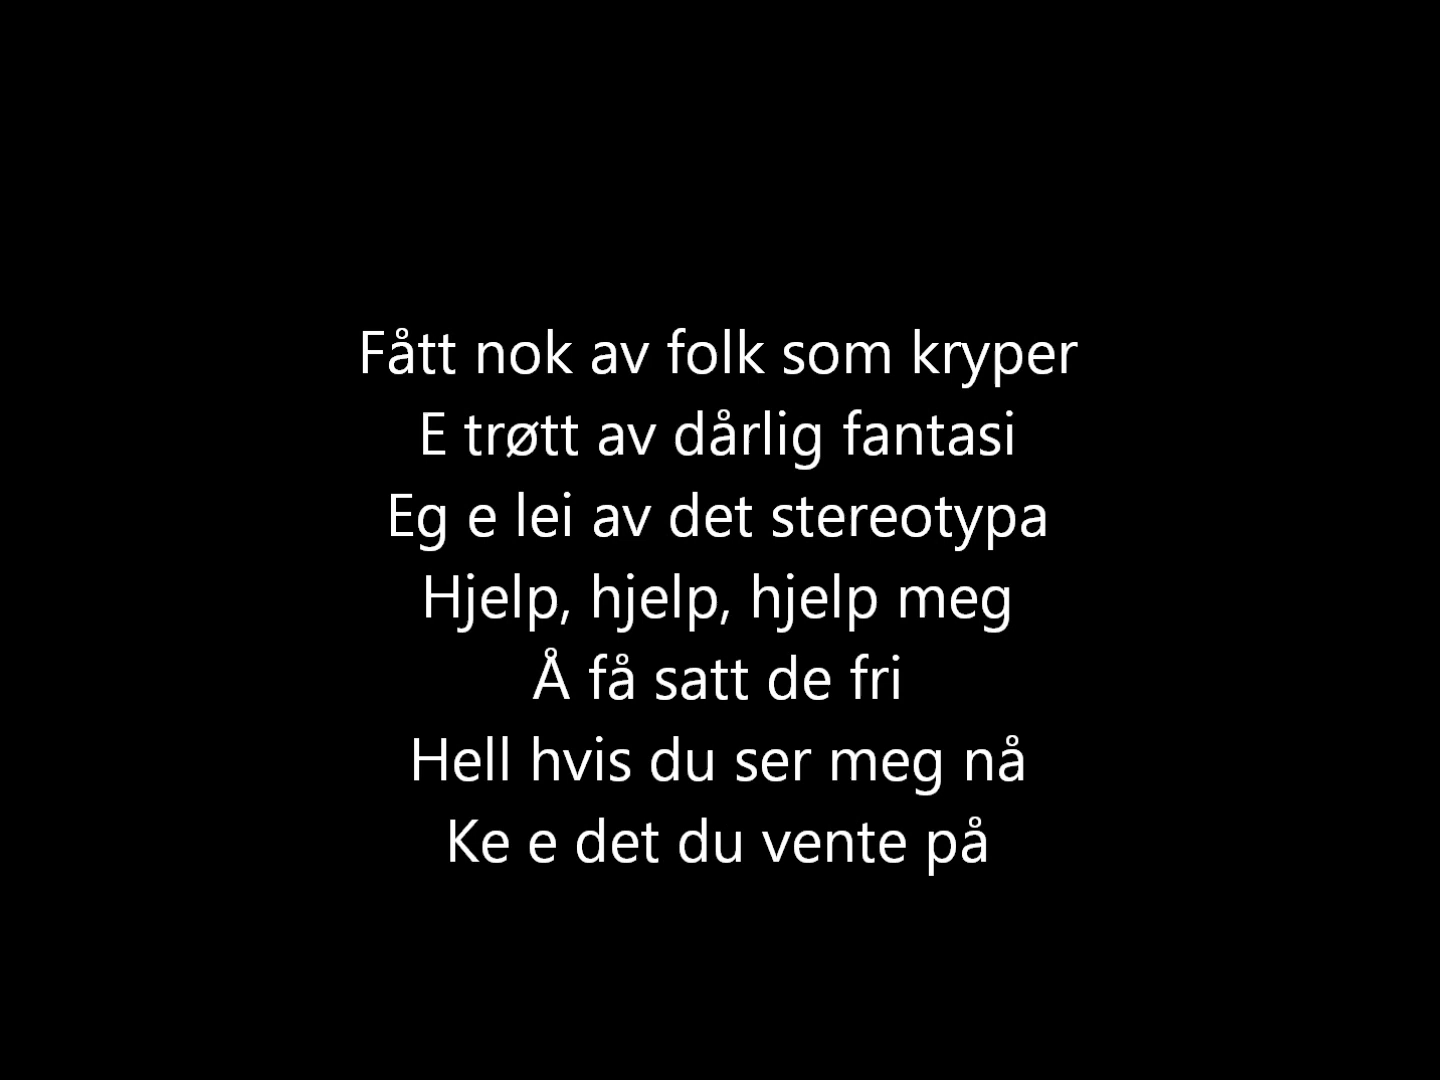 Fått nok av folk som kryper
E trøtt av dårlig fantasi
Eg e lei av det stereotypa
Hjelp, hjelp, hjelp meg
Å få satt de fri
Hell hvis du ser meg nå
Ke e det du vente på